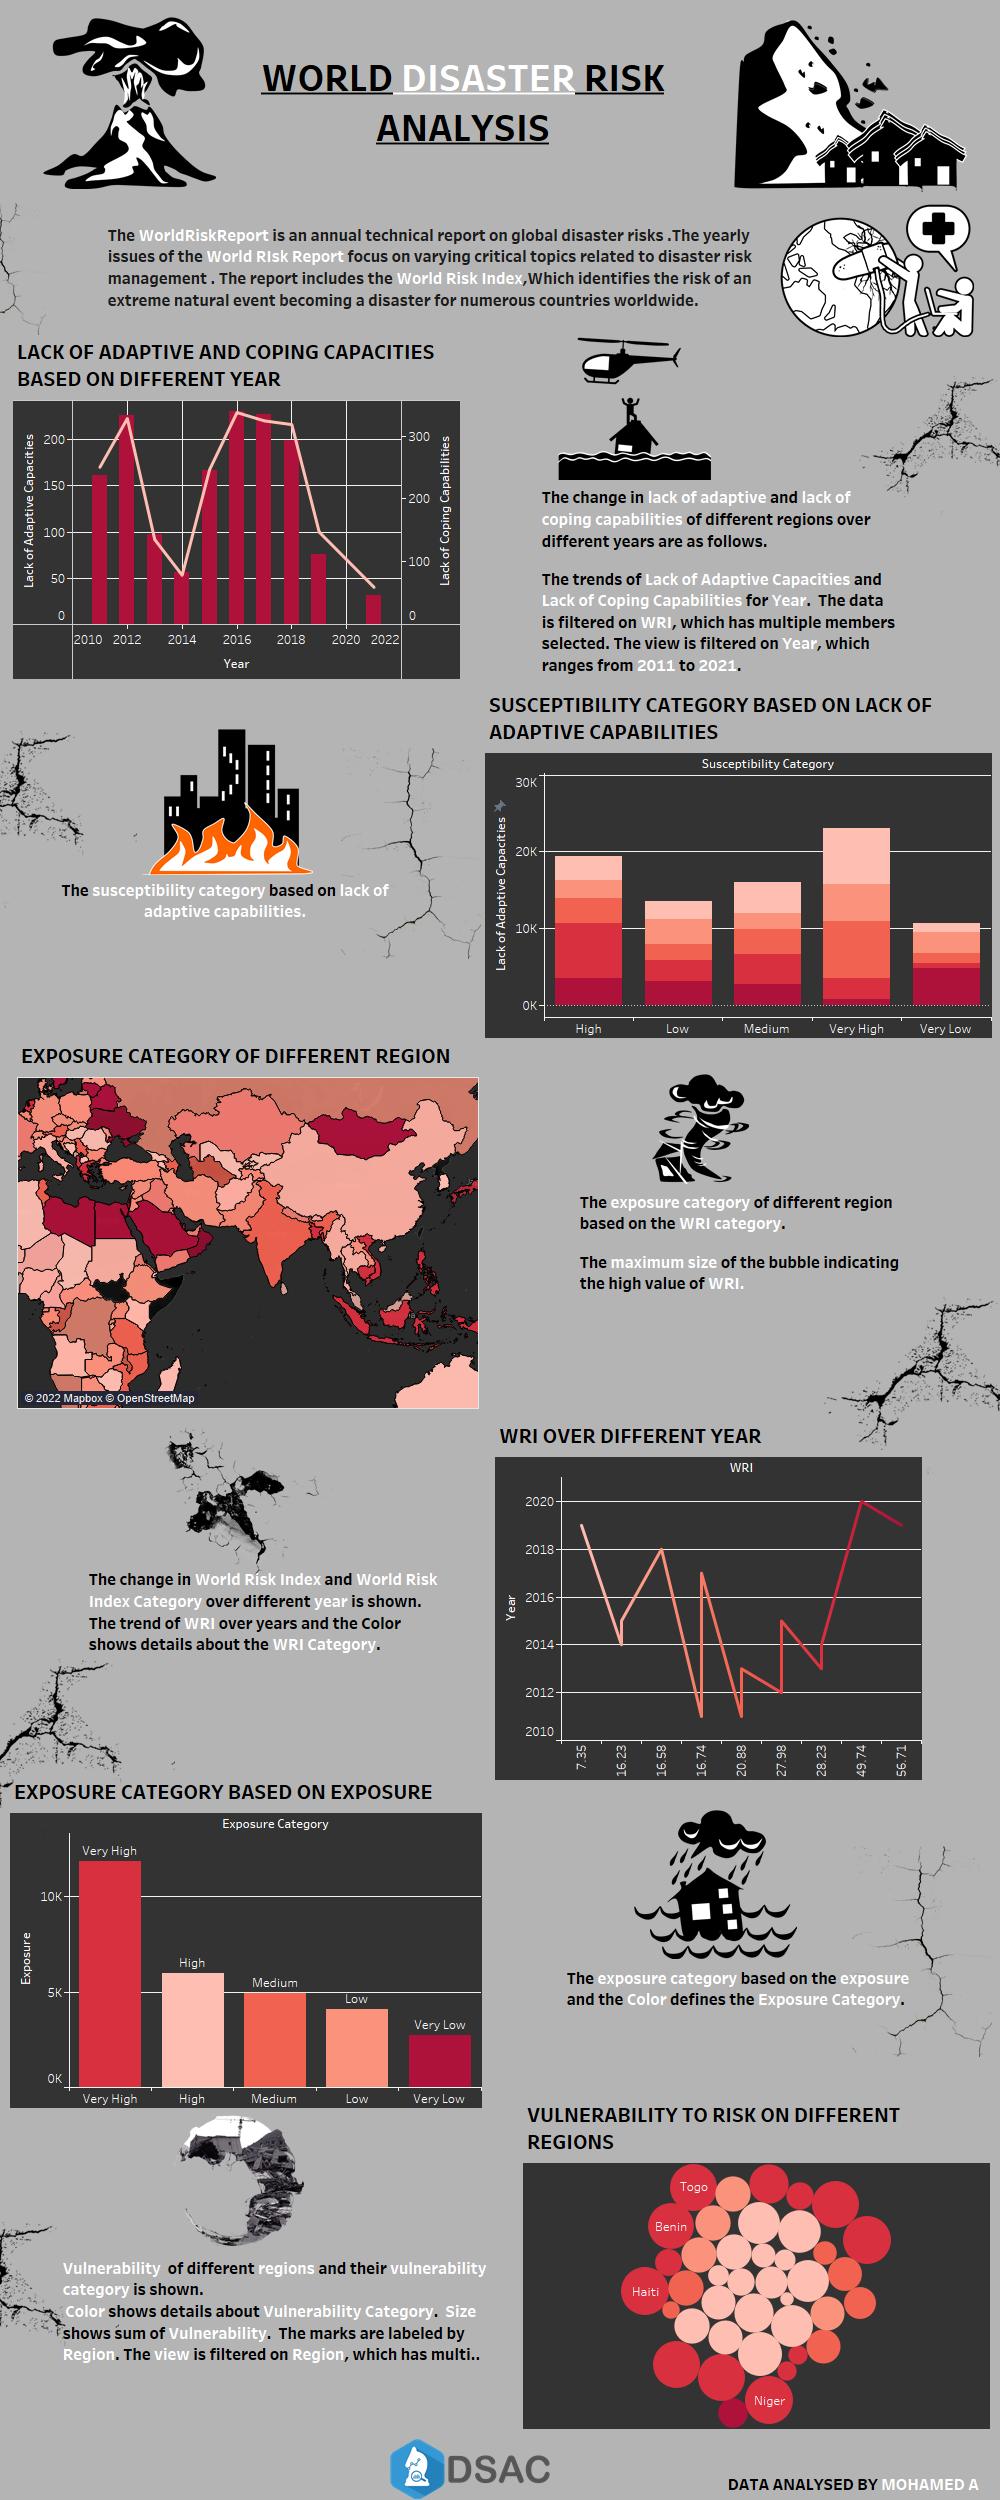 WORLD DISASTER RISK
ANALYSIS
The WorldRiskReport is an annual technical report on global disaster risks .The yearly
issues of the World RIsk Report focus on varying critical topics related to disaster risk
management . The report includes the World Risk Index,Which identifies the risk of an
extreme natural event becoming a disaster for numerous countries worldwide.
LACK OF ADAPTIVE AND COPING CAPACITIES
BASED ON DIFFERENT YEAR
Lack of Adaptive Capacities
200
150
100
50
0
300
200
100
0
Lack of Coping Capabilities
2010 2012 2014 2016 2018 2020 2022
Year
The change in lack of adaptive and lack of
coping capabilities of different regions over
different years are as follows.
The trends of Lack of Adaptive Capacities and
Lack of Coping Capabilities for Year.  The data
is filtered on WRI, which has multiple members
selected. The view is filtered on Year, which
ranges from 2011 to 2021.
SUSCEPTIBILITY CATEGORY BASED ON LACK OF
ADAPTIVE CAPABILITIES
Susceptibility Category
Lack of Adaptive Capacities
30K
20K
10K
0K
High Low Medium Very High Very Low
The susceptibility category based on lack of
adaptive capabilities.
EXPOSURE CATEGORY OF DIFFERENT REGION
© 2022 Mapbox © OpenStreetMap
The exposure category of different region
based on the WRI category.
The maximum size of the bubble indicating
the high value of WRI.
WRI OVER DIFFERENT YEAR
WRI
Year
2020
2018
2016
2014
2012
2010
7.35 16.23 16.58 16.74 20.88 27.98 28.23 49.74 56.71
The change in World Risk Index and World Risk
Index Category over different year is shown.
The trend of WRI over years and the Color
shows details about the WRI Category.
EXPOSURE CATEGORY BASED ON EXPOSURE
Exposure Category
Exposure
10K
5K
0K
Very High
High
Medium
Low
Very Low
Very High High Medium Low Very Low
The exposure category based on the exposure
and the Color defines the Exposure Category.
VULNERABILITY TO RISK ON DIFFERENT
REGIONS
Togo
Benin
Haiti
Niger
Vulnerability  of different regions and their vulnerability
category is shown.
Color shows details about Vulnerability Category.  Size
shows sum of Vulnerability.  The marks are labeled by
Region. The view is filtered on Region, which has multi..
DSAC
DATA ANALYSED BY MOHAMED A